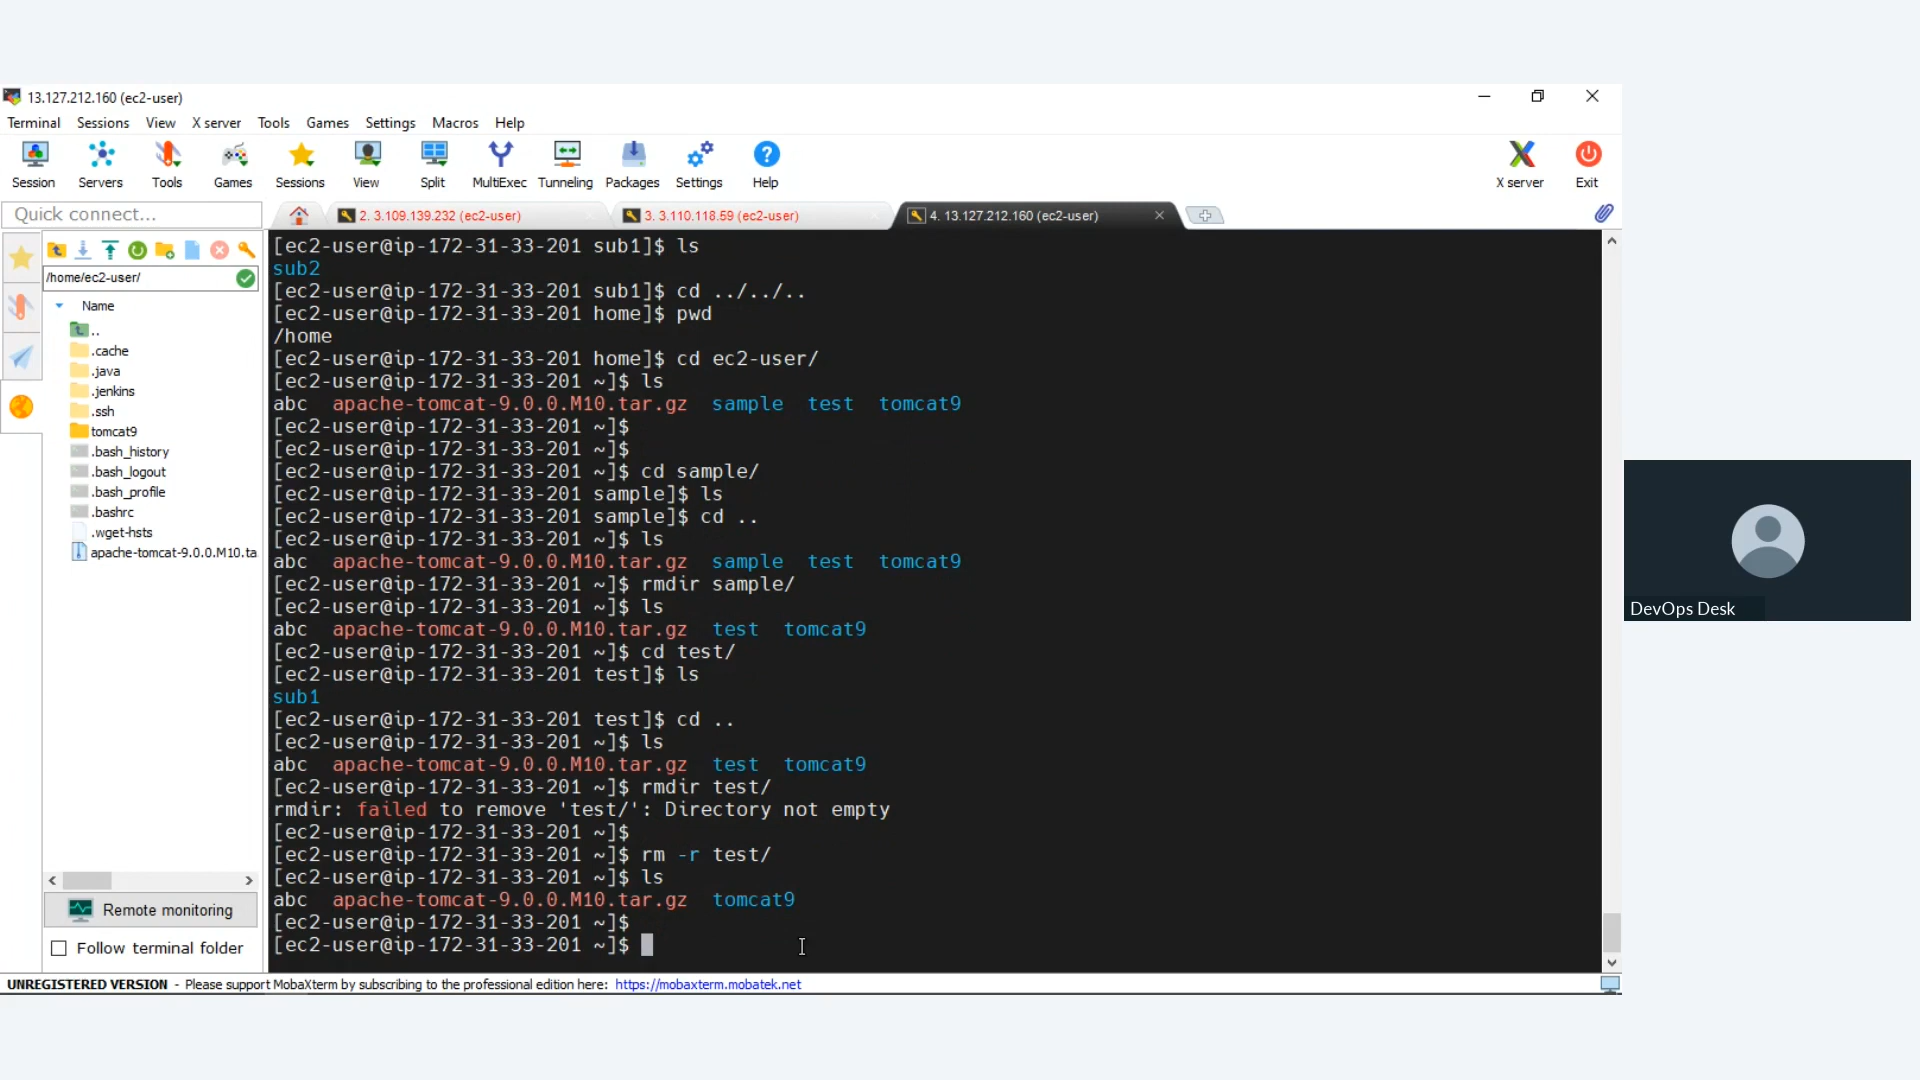 13.127.212.160 (ec2-user)
Terminal Sessions View X server Tools Games Settings Macros Help
Session Servers Tools Games Sessions View Split MultiExec Tunneling Packages Settings Help X server Exit
Quick connect...
2. 3.109.139.232 (ec2-user)
3. 3.110.118.59 (ec2-user)
4. 13.127.212.160 (ec2-user)
/home/ec2-user/
Name
..
.cache
.java
.jenkins
.ssh
tomcat9
.bash_history
.bash_logout
.bash_profile
.bashrc
.wget-hsts
apache-tomcat-9.0.0.M10.ta
Remote monitoring
Follow terminal folder
[ec2-user@ip-172-31-33-201 sub1]$ ls
sub2
[ec2-user@ip-172-31-33-201 sub1]$ cd ../../..
[ec2-user@ip-172-31-33-201 home]$ pwd
/home
[ec2-user@ip-172-31-33-201 home]$ cd ec2-user/
[ec2-user@ip-172-31-33-201 ~]$ ls
abc apache-tomcat-9.0.0.M10.tar.gz sample test tomcat9
[ec2-user@ip-172-31-33-201 ~]$
[ec2-user@ip-172-31-33-201 ~]$
[ec2-user@ip-172-31-33-201 ~]$ cd sample/
[ec2-user@ip-172-31-33-201 sample]$ ls
[ec2-user@ip-172-31-33-201 sample]$ cd ..
[ec2-user@ip-172-31-33-201 ~]$ ls
abc apache-tomcat-9.0.0.M10.tar.gz sample test tomcat9
[ec2-user@ip-172-31-33-201 ~]$ rmdir sample/
[ec2-user@ip-172-31-33-201 ~]$ ls
abc apache-tomcat-9.0.0.M10.tar.gz test tomcat9
[ec2-user@ip-172-31-33-201 ~]$ cd test/
[ec2-user@ip-172-31-33-201 test]$ ls
sub1
[ec2-user@ip-172-31-33-201 test]$ cd ..
[ec2-user@ip-172-31-33-201 ~]$ ls
abc apache-tomcat-9.0.0.M10.tar.gz test tomcat9
[ec2-user@ip-172-31-33-201 ~]$ rmdir test/
rmdir: failed to remove 'test/': Directory not empty
[ec2-user@ip-172-31-33-201 ~]$
[ec2-user@ip-172-31-33-201 ~]$ rm -r test/
[ec2-user@ip-172-31-33-201 ~]$ ls
abc apache-tomcat-9.0.0.M10.tar.gz tomcat9
[ec2-user@ip-172-31-33-201 ~]$
[ec2-user@ip-172-31-33-201 ~]$
UNREGISTERED VERSION - Please support MobaXterm by subscribing to the professional edition here: https://mobaxterm.mobatek.net
DevOps Desk